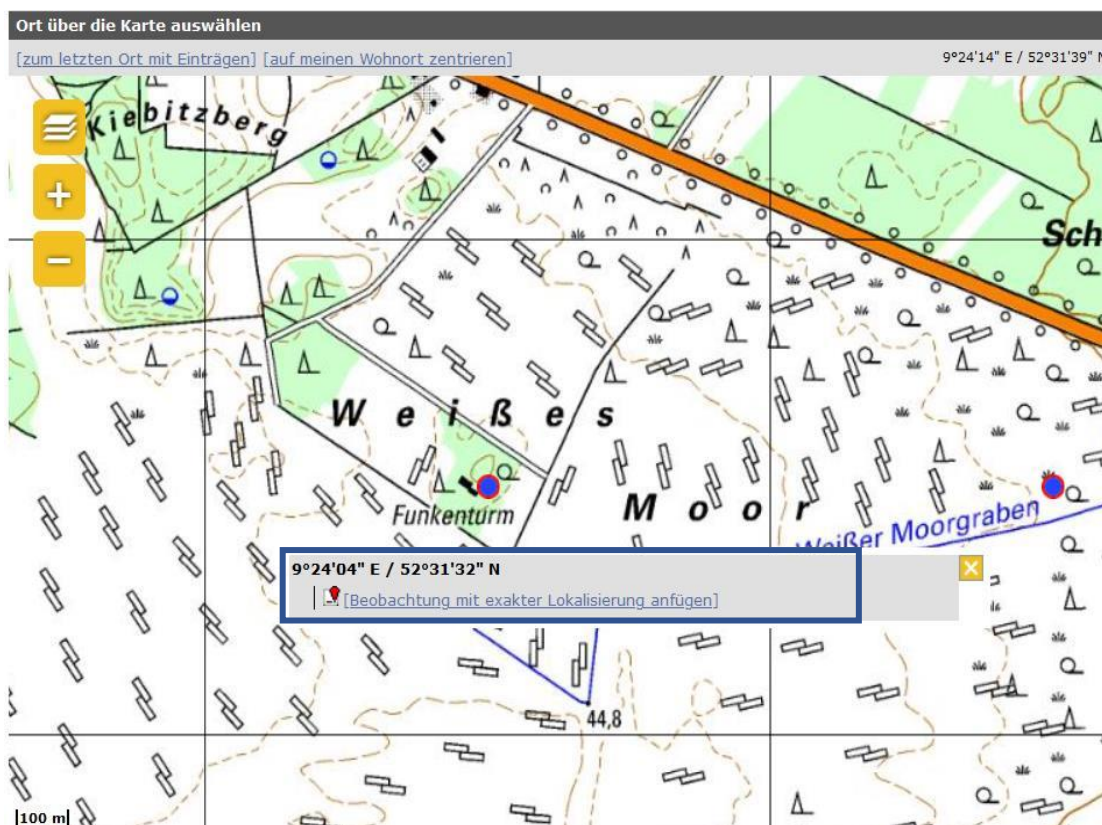 Ort über die Karte auswählen
[zum letzten Ort mit Einträgen] [auf meinen Wohnort zentrieren]
9°24'14" E / 52°31'39" N
Kiebitzberg
+
−
Sch
Weißes
Funkenturm
Moor
Weißer Moorgraben
9°24'04" E / 52°31'32" N
[Beobachtung mit exakter Lokalisierung anfügen]
44,8
100 m